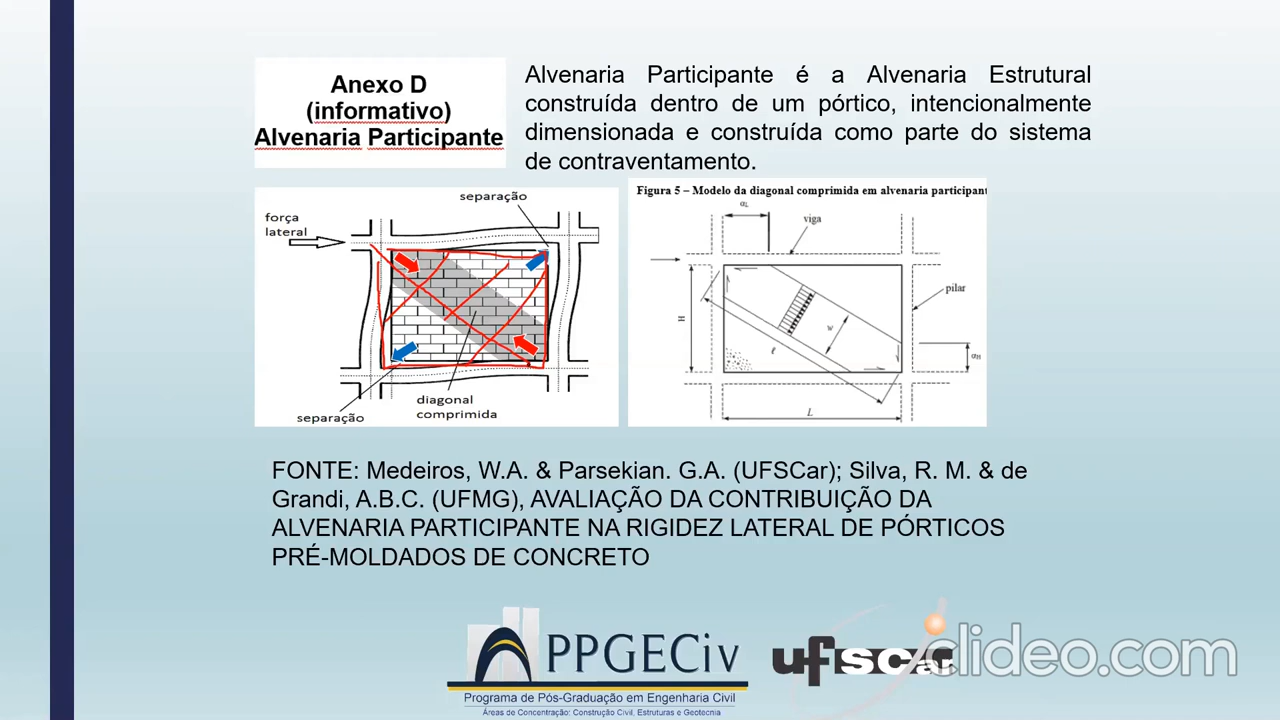 Anexo D
(informativo)
Alvenaria Participante
Alvenaria Participante é a Alvenaria Estrutural
construída dentro de um pórtico, intencionalmente
dimensionada e construída como parte do sistema
de contraventamento.
separação
força
lateral
diagonal
comprimida
separação
Figura 5 – Modelo da diagonal comprimida em alvenaria participant
αL
viga
pilar
H
w
ℓ
αH
L
FONTE: Medeiros, W.A. & Parsekian. G.A. (UFSCar); Silva, R. M. & de
Grandi, A.B.C. (UFMG), AVALIAÇÃO DA CONTRIBUIÇÃO DA
ALVENARIA PARTICIPANTE NA RIGIDEZ LATERAL DE PÓRTICOS
PRÉ-MOLDADOS DE CONCRETO
PPGECiv
Programa de Pós-Graduação em Engenharia Civil
Áreas de Concentração: Construção Civil, Estruturas e Geotecnia
ufscar
clideo.com